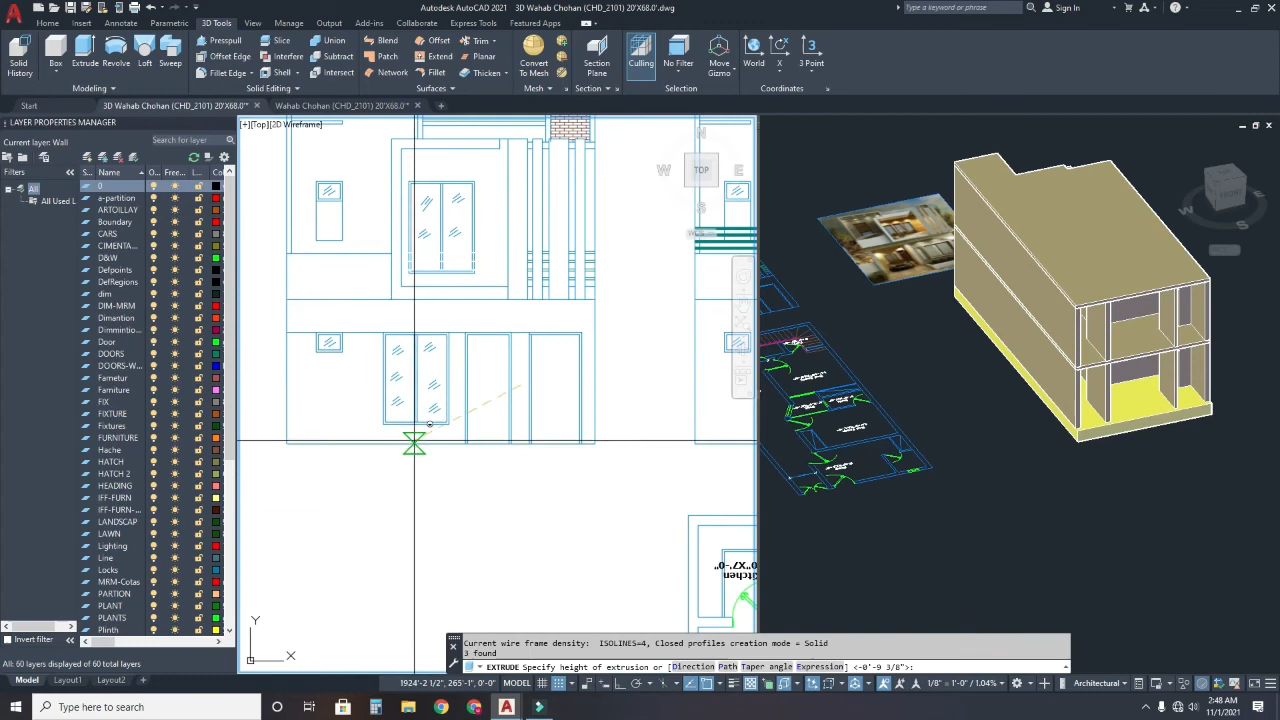 Autodesk AutoCAD 2021   3D Wahab Chohan (CHD_2101) 20'X68.0'.dwg
Type a keyword or phrase
Sign In
Home Insert Annotate Parametric 3D Tools View Manage Output Add-ins Collaborate Express Tools Featured Apps
Presspull Slice Union Blend Offset Trim
Offset Edge Interfere Subtract Patch Extend Planar
Fillet Edge Shell Intersect Network Fillet Thicken
Solid History
Box Extrude Revolve Loft Sweep
Convert To Mesh
Section Plane
Culling No Filter Move Gizmo World X 3 Point
Modeling Solid Editing Surfaces Mesh Section Selection Coordinates
Start
3D Wahab Chohan (CHD_2101) 20'X68.0'*
Wahab Chohan (CHD_2101) 20'X68.0'*
LAYER PROPERTIES MANAGER
Current layer: Wall
Search for layer
Filters
All
All Used L
S.. Name O. Free... L... Co
0
a-partition
ARTOILLAY
Boundary
CARS
CIMENTA...
D&W
Defpoints
DefRegions
dim
DIM-MRM
Dimantion
Dimmintio...
Door
DOORS
DOORS-W...
Farnetur
Farniture
FIX
FIXTURE
Fixtures
FURNITURE
Hache
HATCH
HATCH 2
HEADING
IFF-FURN
IFF-FURN-...
LANDSCAP
LAWN
Lighting
Line
Locks
MRM-Cotas
PARTION
PLANT
PLANTS
Plinth
Invert filter
All: 60 layers displayed of 60 total layers
[+][Top][2D Wireframe]
N
W TOP E
S
WCS
FRONT
W
S
Kitchen
0"X7'-0"
Y
X
Current wire frame density:  ISOLINES=4, Closed profiles creation mode = Solid
3 found
EXTRUDE Specify height of extrusion or [Direction Path Taper angle Expression] <-0'-9 3/8">:
Model Layout1 Layout2
1924'-2 1/2", 265'-1", 0'-0" MODEL
1/8" = 1'-0" / 1.04%
Architectural
Type here to search
2:48 AM
11/1/2021